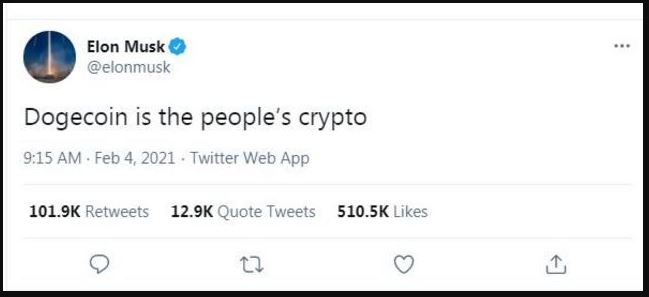 Elon Musk
@elonmusk
Dogecoin is the people's crypto
9:15 AM · Feb 4, 2021 · Twitter Web App
101.9K Retweets 12.9K Quote Tweets 510.5K Likes